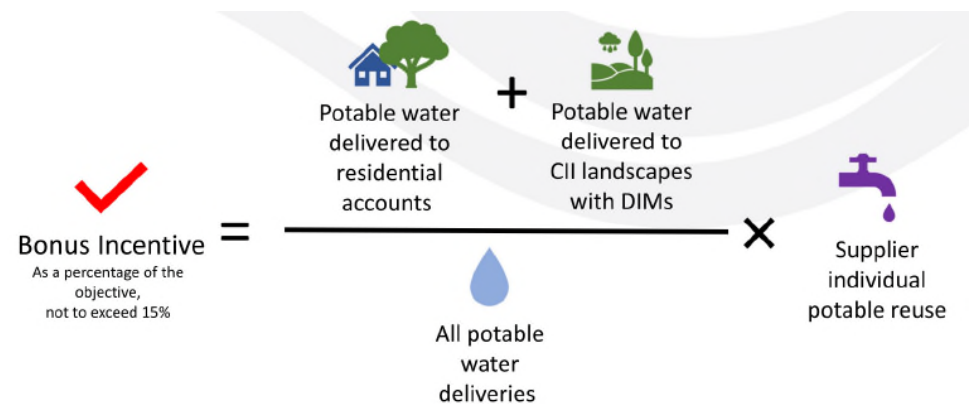 Potable water
delivered to
residential
accounts
+
Potable water
delivered to
CII landscapes
with DIMs
Bonus Incentive
As a percentage of the
objective,
not to exceed 15%
=
All potable
water
deliveries
×
Supplier
individual
potable reuse